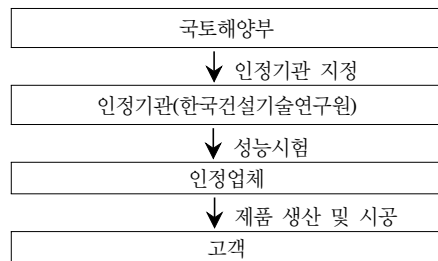 국토해양부
인정기관 지정
인정기관(한국건설기술연구원)
성능시험
인정업체
제품 생산 및 시공
고객